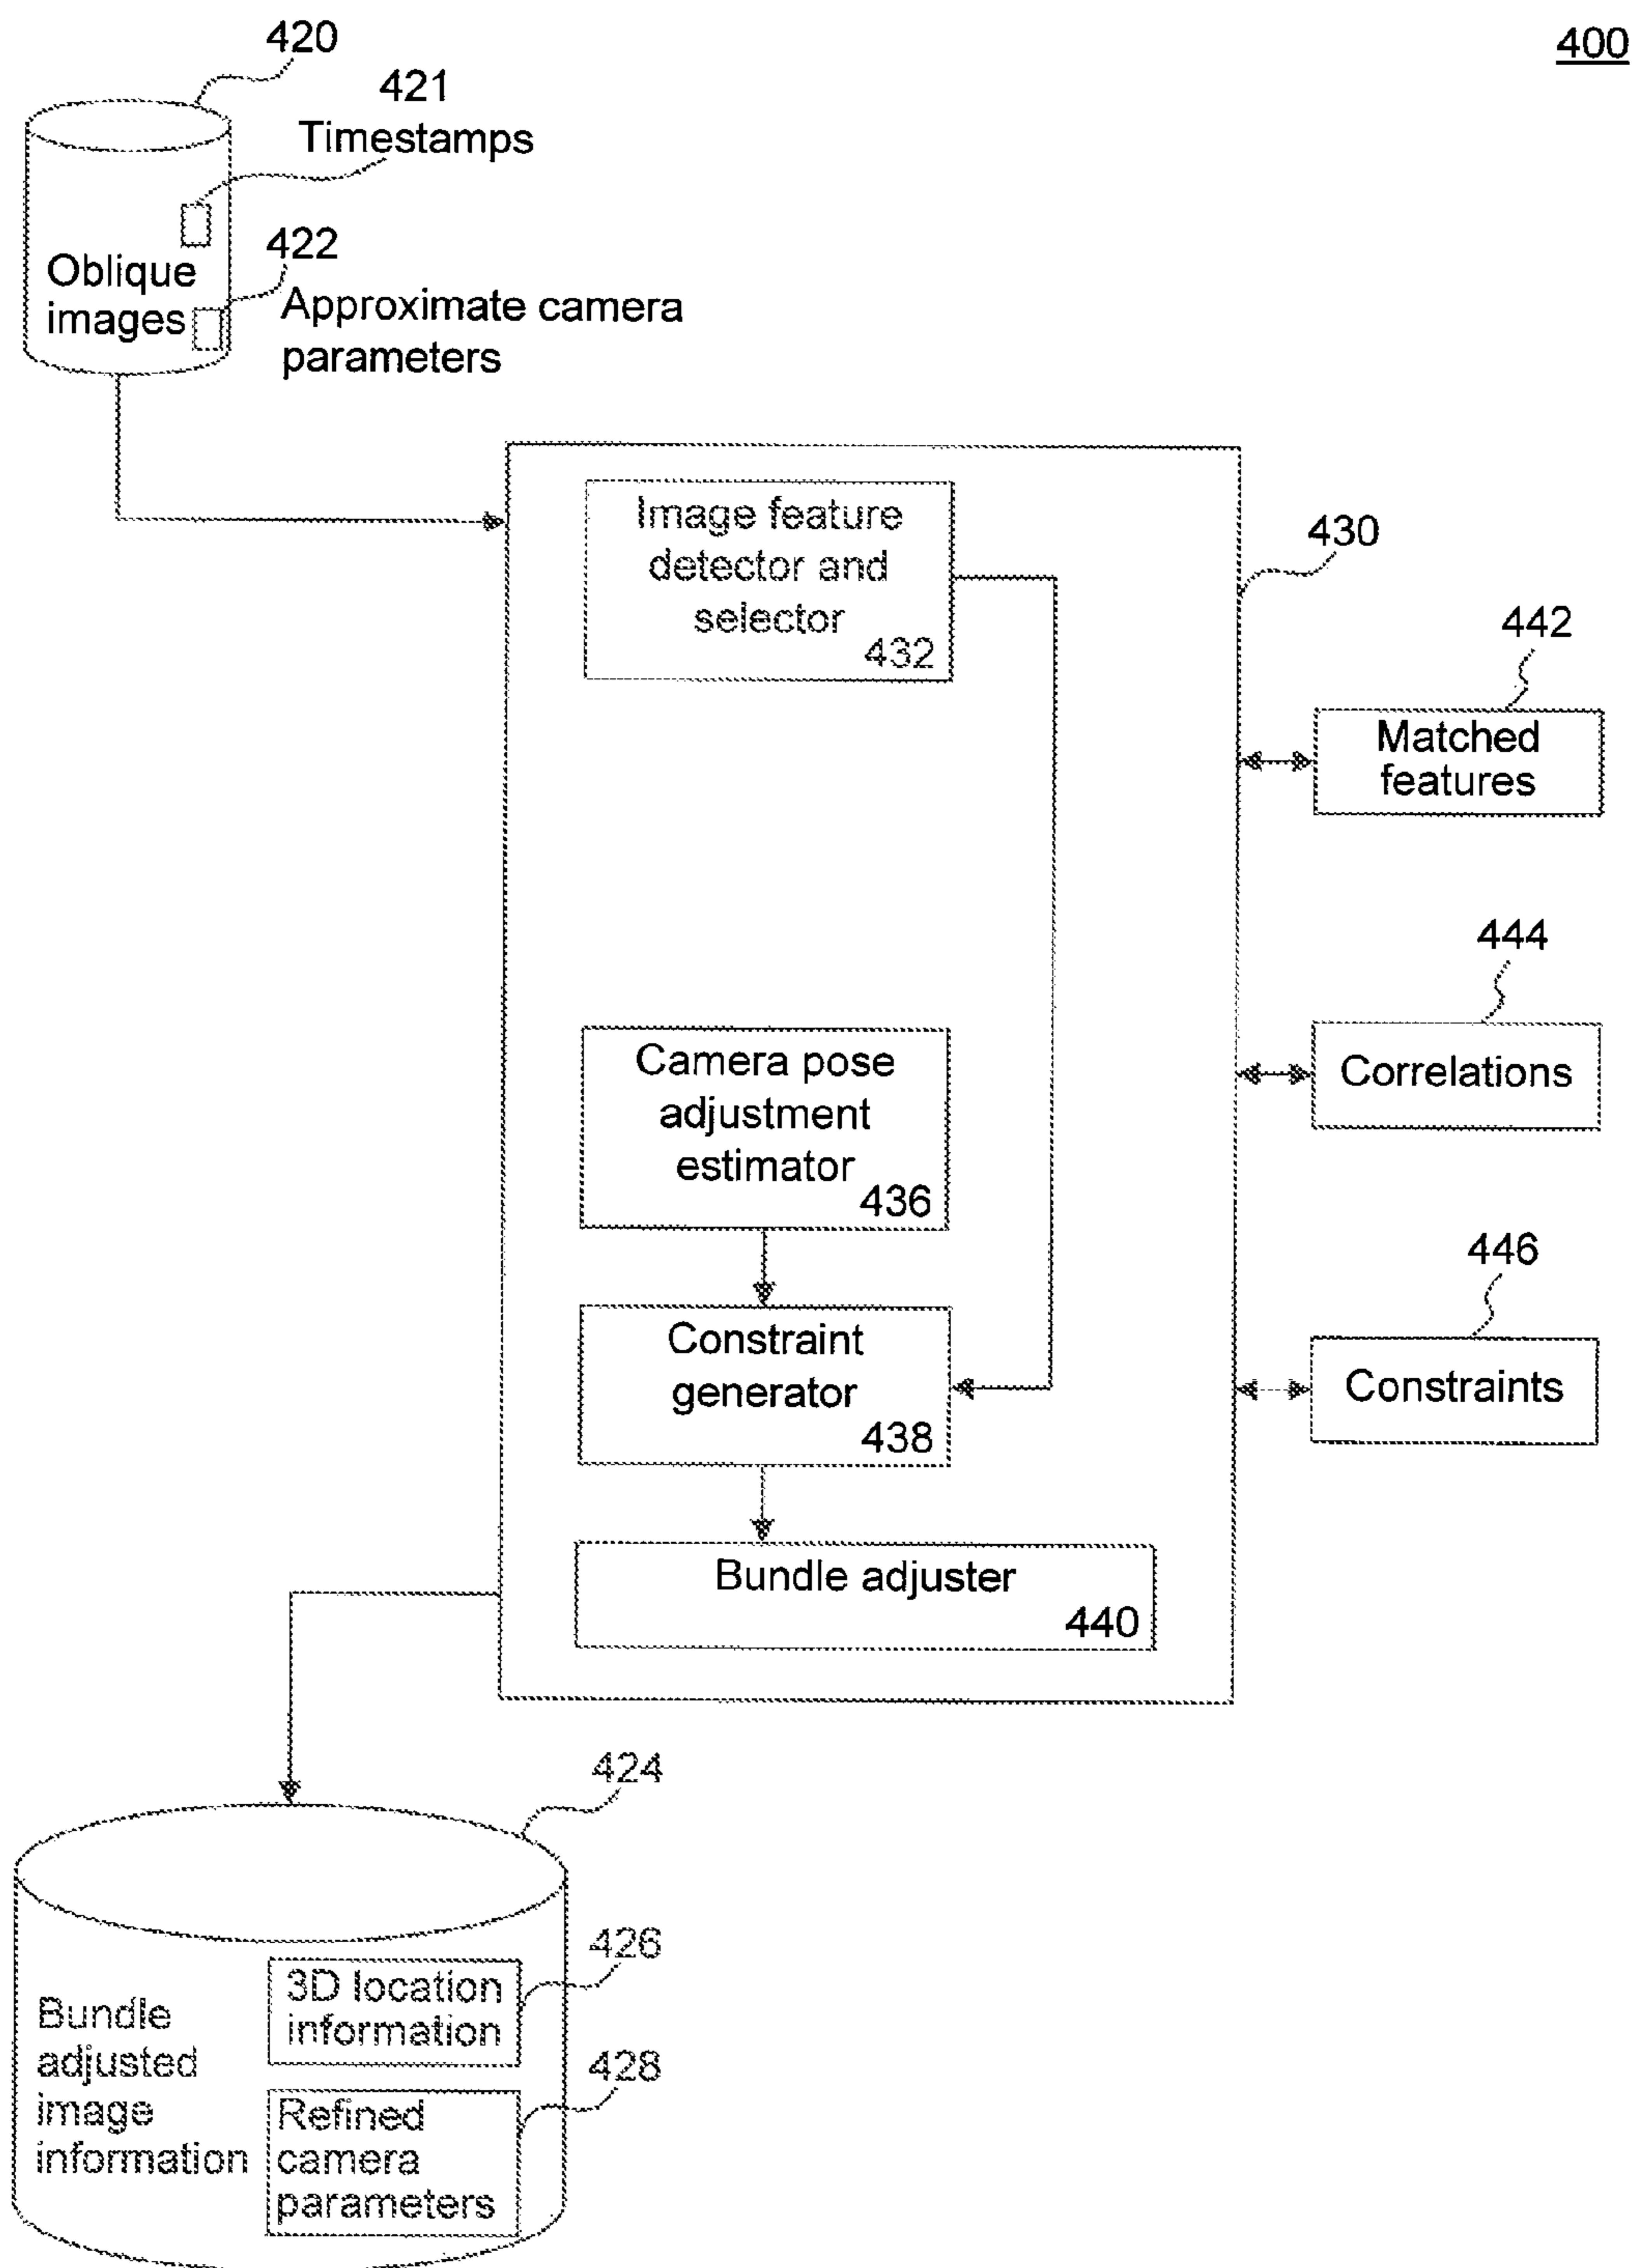 400
420
421
Timestamps
422
Oblique
images
Approximate camera
parameters
Image feature
detector and
selector
432
430
442
Matched
features
444
Correlations
Camera pose
adjustment
estimator
436
446
Constraints
Constraint
generator
438
Bundle adjuster
440
424
426
3D location
information
Bundle
adjusted
image
information
428
Refined
camera
parameters